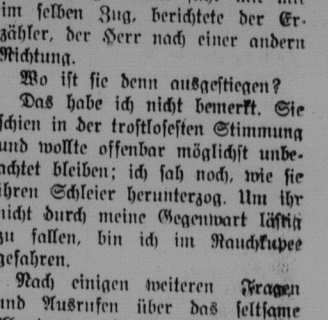 im selben Zug, berichtete der Er-
zähler, der Herr nach einer andern
Richtung.
Wo ist sie denn ausgestiegen?
Das habe ich nicht bemerkt. Sie
schien in der trostlosesten Stimmung
und wollte offenbar möglichst unbe-
achtet bleiben; ich sah noch, wie sie
ihren Schleier herunterzog. Um ihr
nicht durch meine Gegenwart lästig
zu fallen, bin ich im Rauchkupee
gefahren.
Nach einigen weiteren Fragen
und Ausrufen über das seltsame